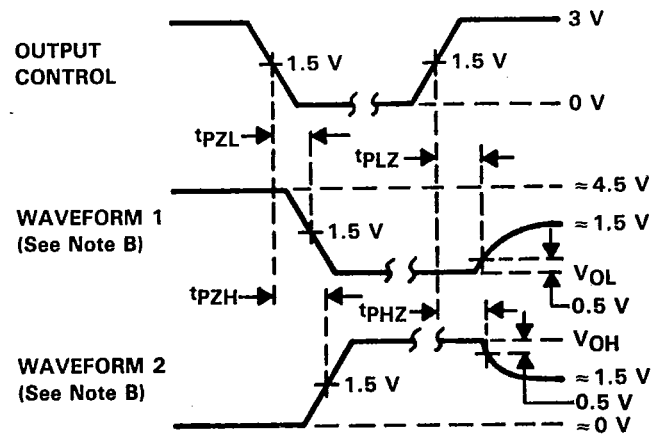 3 V
OUTPUT
CONTROL
1.5 V
1.5 V
0 V
tPZL
tPLZ
≈ 4.5 V
WAVEFORM 1
(See Note B)
1.5 V
≈ 1.5 V
VOL
0.5 V
tPZH
tPHZ
VOH
WAVEFORM 2
(See Note B)
1.5 V
≈ 1.5 V
0.5 V
≈ 0 V